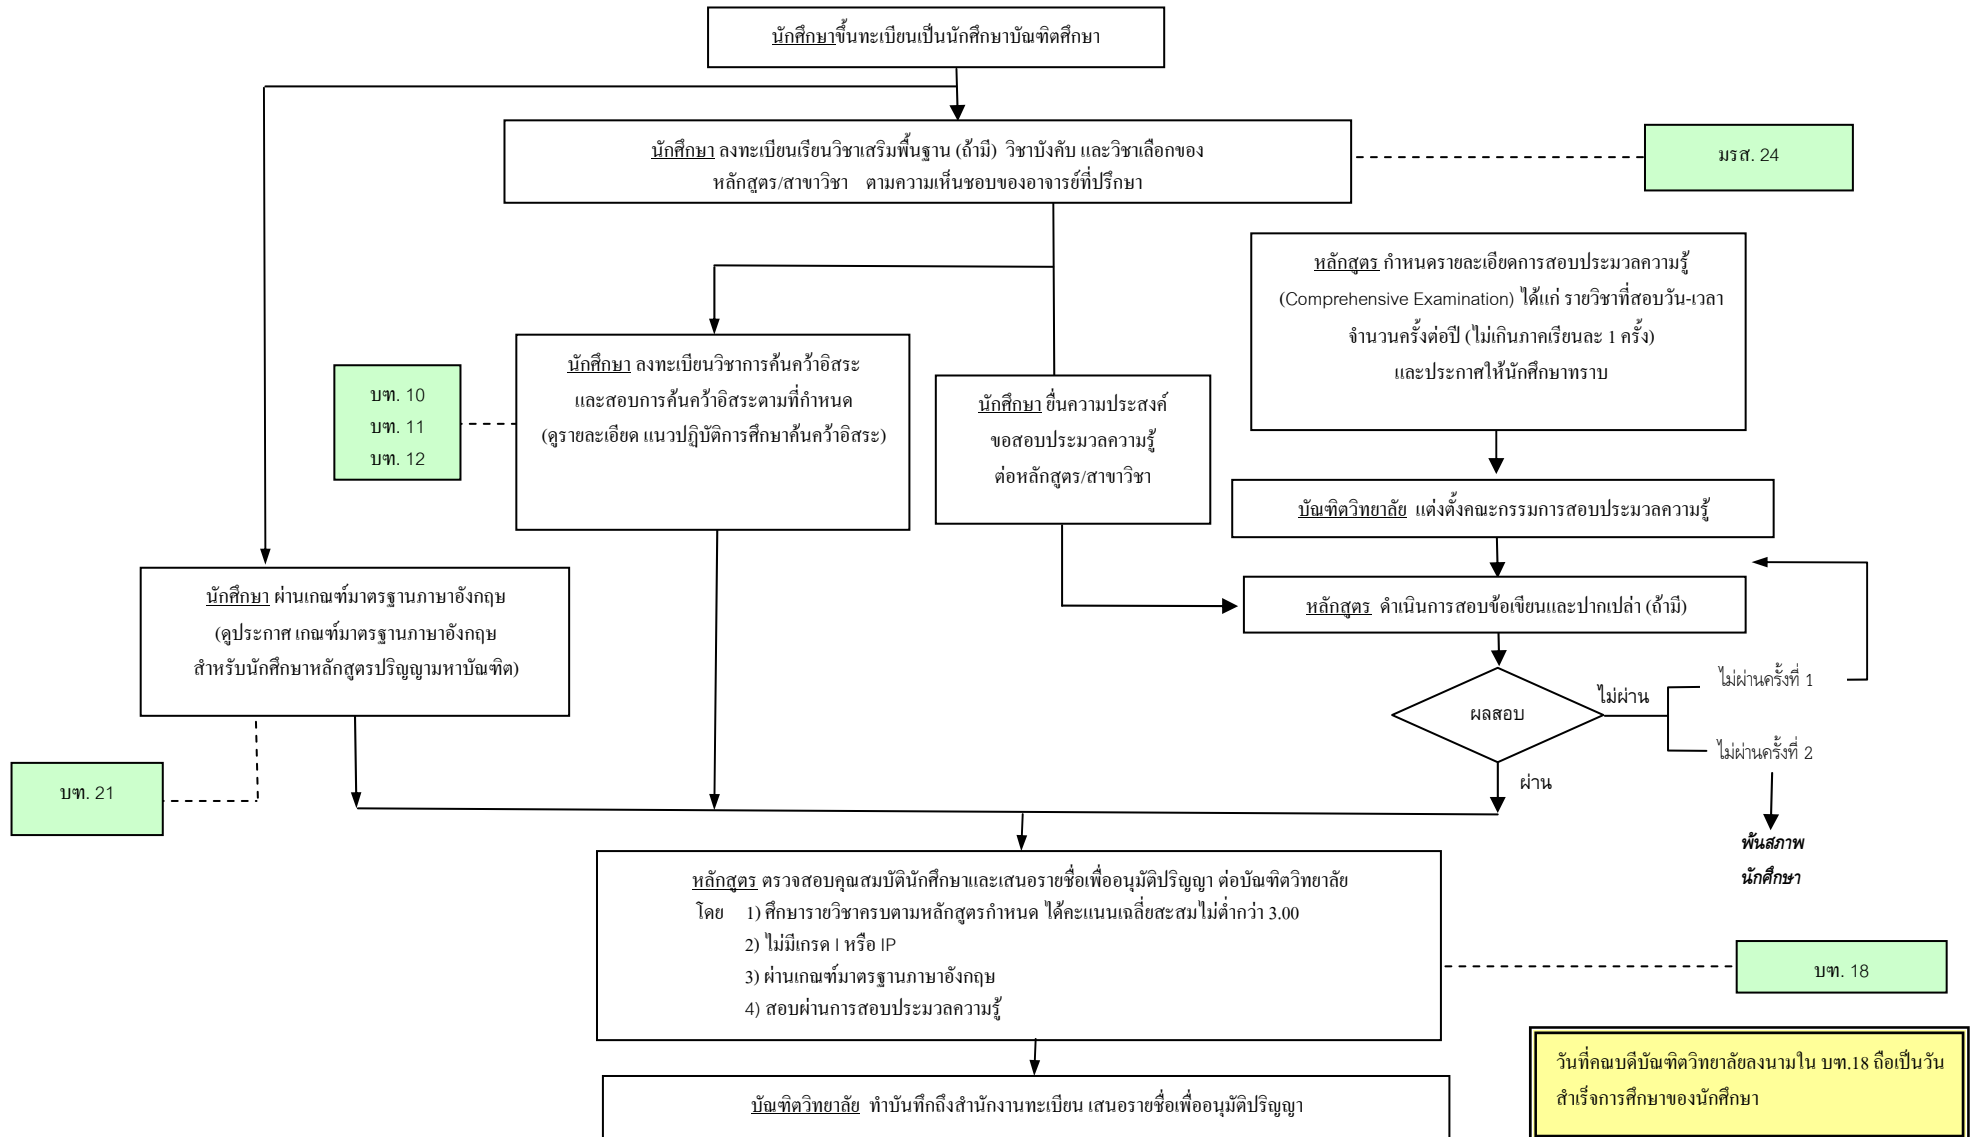 นักศึกษาขึ้นทะเบียนเป็นนักศึกษาบัณฑิตศึกษา
นักศึกษา ลงทะเบียนเรียนวิชาเสริมพื้นฐาน (ถ้ามี) วิชาบังคับ และวิชาเลือกของ
หลักสูตร/สาขาวิชา ตามความเห็นชอบของอาจารย์ที่ปรึกษา
มรส. 24
หลักสูตร กำหนดรายละเอียดการสอบประมวลความรู้
(Comprehensive Examination) ได้แก่ รายวิชาที่สอบวัน-เวลา
จำนวนครั้งต่อปี (ไม่เกินภาคเรียนละ 1 ครั้ง)
และประกาศให้นักศึกษาทราบ
นักศึกษา ลงทะเบียนวิชาการค้นคว้าอิสระ
และสอบการค้นคว้าอิสระตามที่กำหนด
(ดูรายละเอียด แนวปฏิบัติการศึกษาค้นคว้าอิสระ)
บฑ. 10
บฑ. 11
บฑ. 12
นักศึกษา ยื่นความประสงค์
ขอสอบประมวลความรู้
ต่อหลักสูตร/สาขาวิชา
บัณฑิตวิทยาลัย แต่งตั้งคณะกรรมการสอบประมวลความรู้
หลักสูตร ดำเนินการสอบข้อเขียนและปากเปล่า (ถ้ามี)
นักศึกษา ผ่านเกณฑ์มาตรฐานภาษาอังกฤษ
(ดูประกาศ เกณฑ์มาตรฐานภาษาอังกฤษ
สำหรับนักศึกษาหลักสูตรปริญญามหาบัณฑิต)
ผลสอบ
ไม่ผ่าน
ไม่ผ่านครั้งที่ 1
ไม่ผ่านครั้งที่ 2
ผ่าน
บฑ. 21
พ้นสภาพ
นักศึกษา
หลักสูตร ตรวจสอบคุณสมบัตินักศึกษาและเสนอรายชื่อเพื่ออนุมัติปริญญา ต่อบัณฑิตวิทยาลัย
โดย 1) ศึกษารายวิชาครบตามหลักสูตรกำหนด ได้คะแนนเฉลี่ยสะสมไม่ต่ำกว่า 3.00
2) ไม่มีเกรด I หรือ IP
3) ผ่านเกณฑ์มาตรฐานภาษาอังกฤษ
4) สอบผ่านการสอบประมวลความรู้
บฑ. 18
วันที่คณบดีบัณฑิตวิทยาลัยลงนามใน บฑ.18 ถือเป็นวัน
สำเร็จการศึกษาของนักศึกษา
บัณฑิตวิทยาลัย ทำบันทึกถึงสำนักงานทะเบียน เสนอรายชื่อเพื่ออนุมัติปริญญา